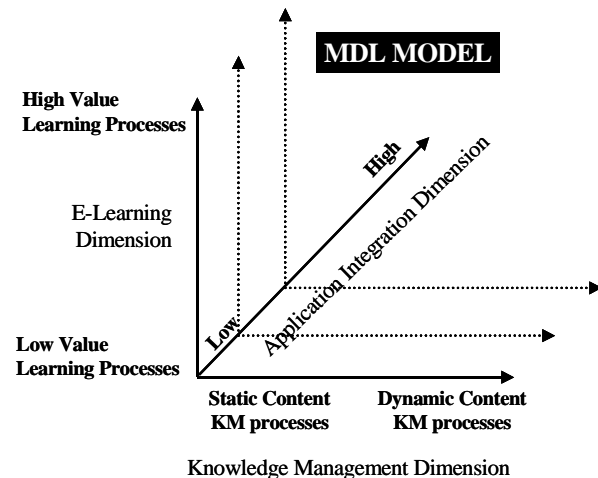 MDL MODEL
High Value
Learning Processes
High
Application Integration Dimension
E-Learning
Dimension
Low
Low Value
Learning Processes
Static Content
KM processes
Dynamic Content
KM processes
Knowledge Management Dimension